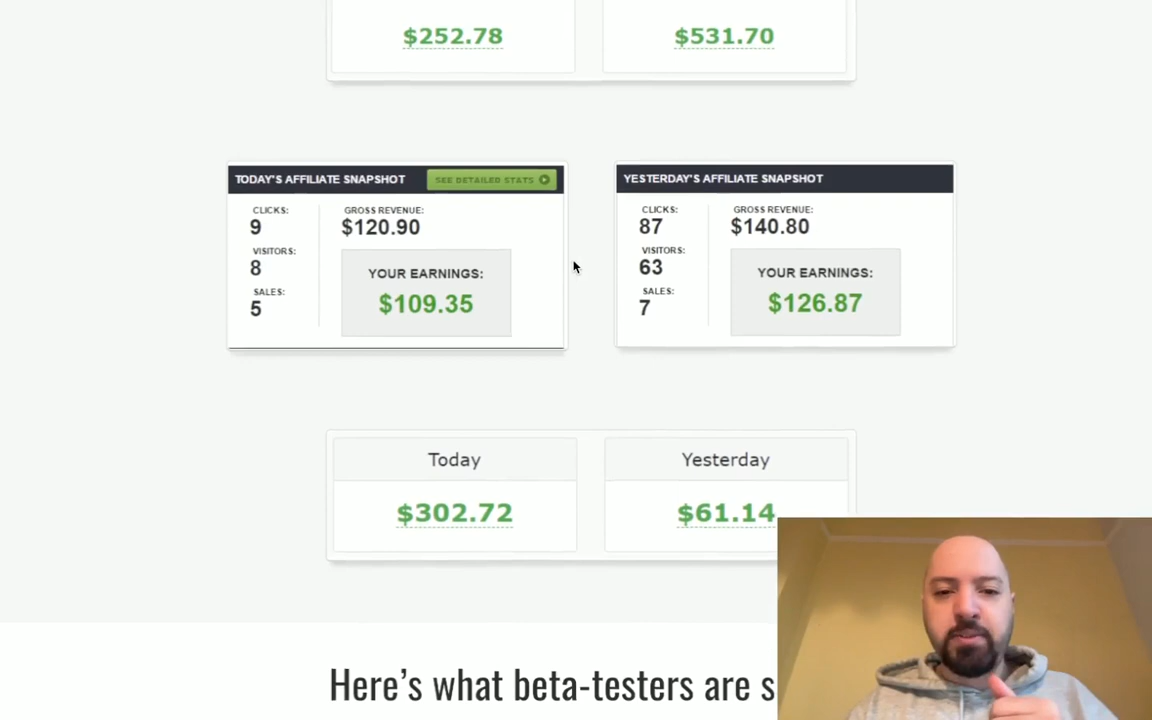 $252.78 $531.70
TODAY'S AFFILIATE SNAPSHOT SEE DETAILED STATS
CLICKS:
9
VISITORS:
8
SALES:
5
GROSS REVENUE:
$120.90
YOUR EARNINGS:
$109.35
YESTERDAY'S AFFILIATE SNAPSHOT
CLICKS:
87
VISITORS:
63
SALES:
7
GROSS REVENUE:
$140.80
YOUR EARNINGS:
$126.87
Today
$302.72
Yesterday
$61.14
Here's what beta-testers are s